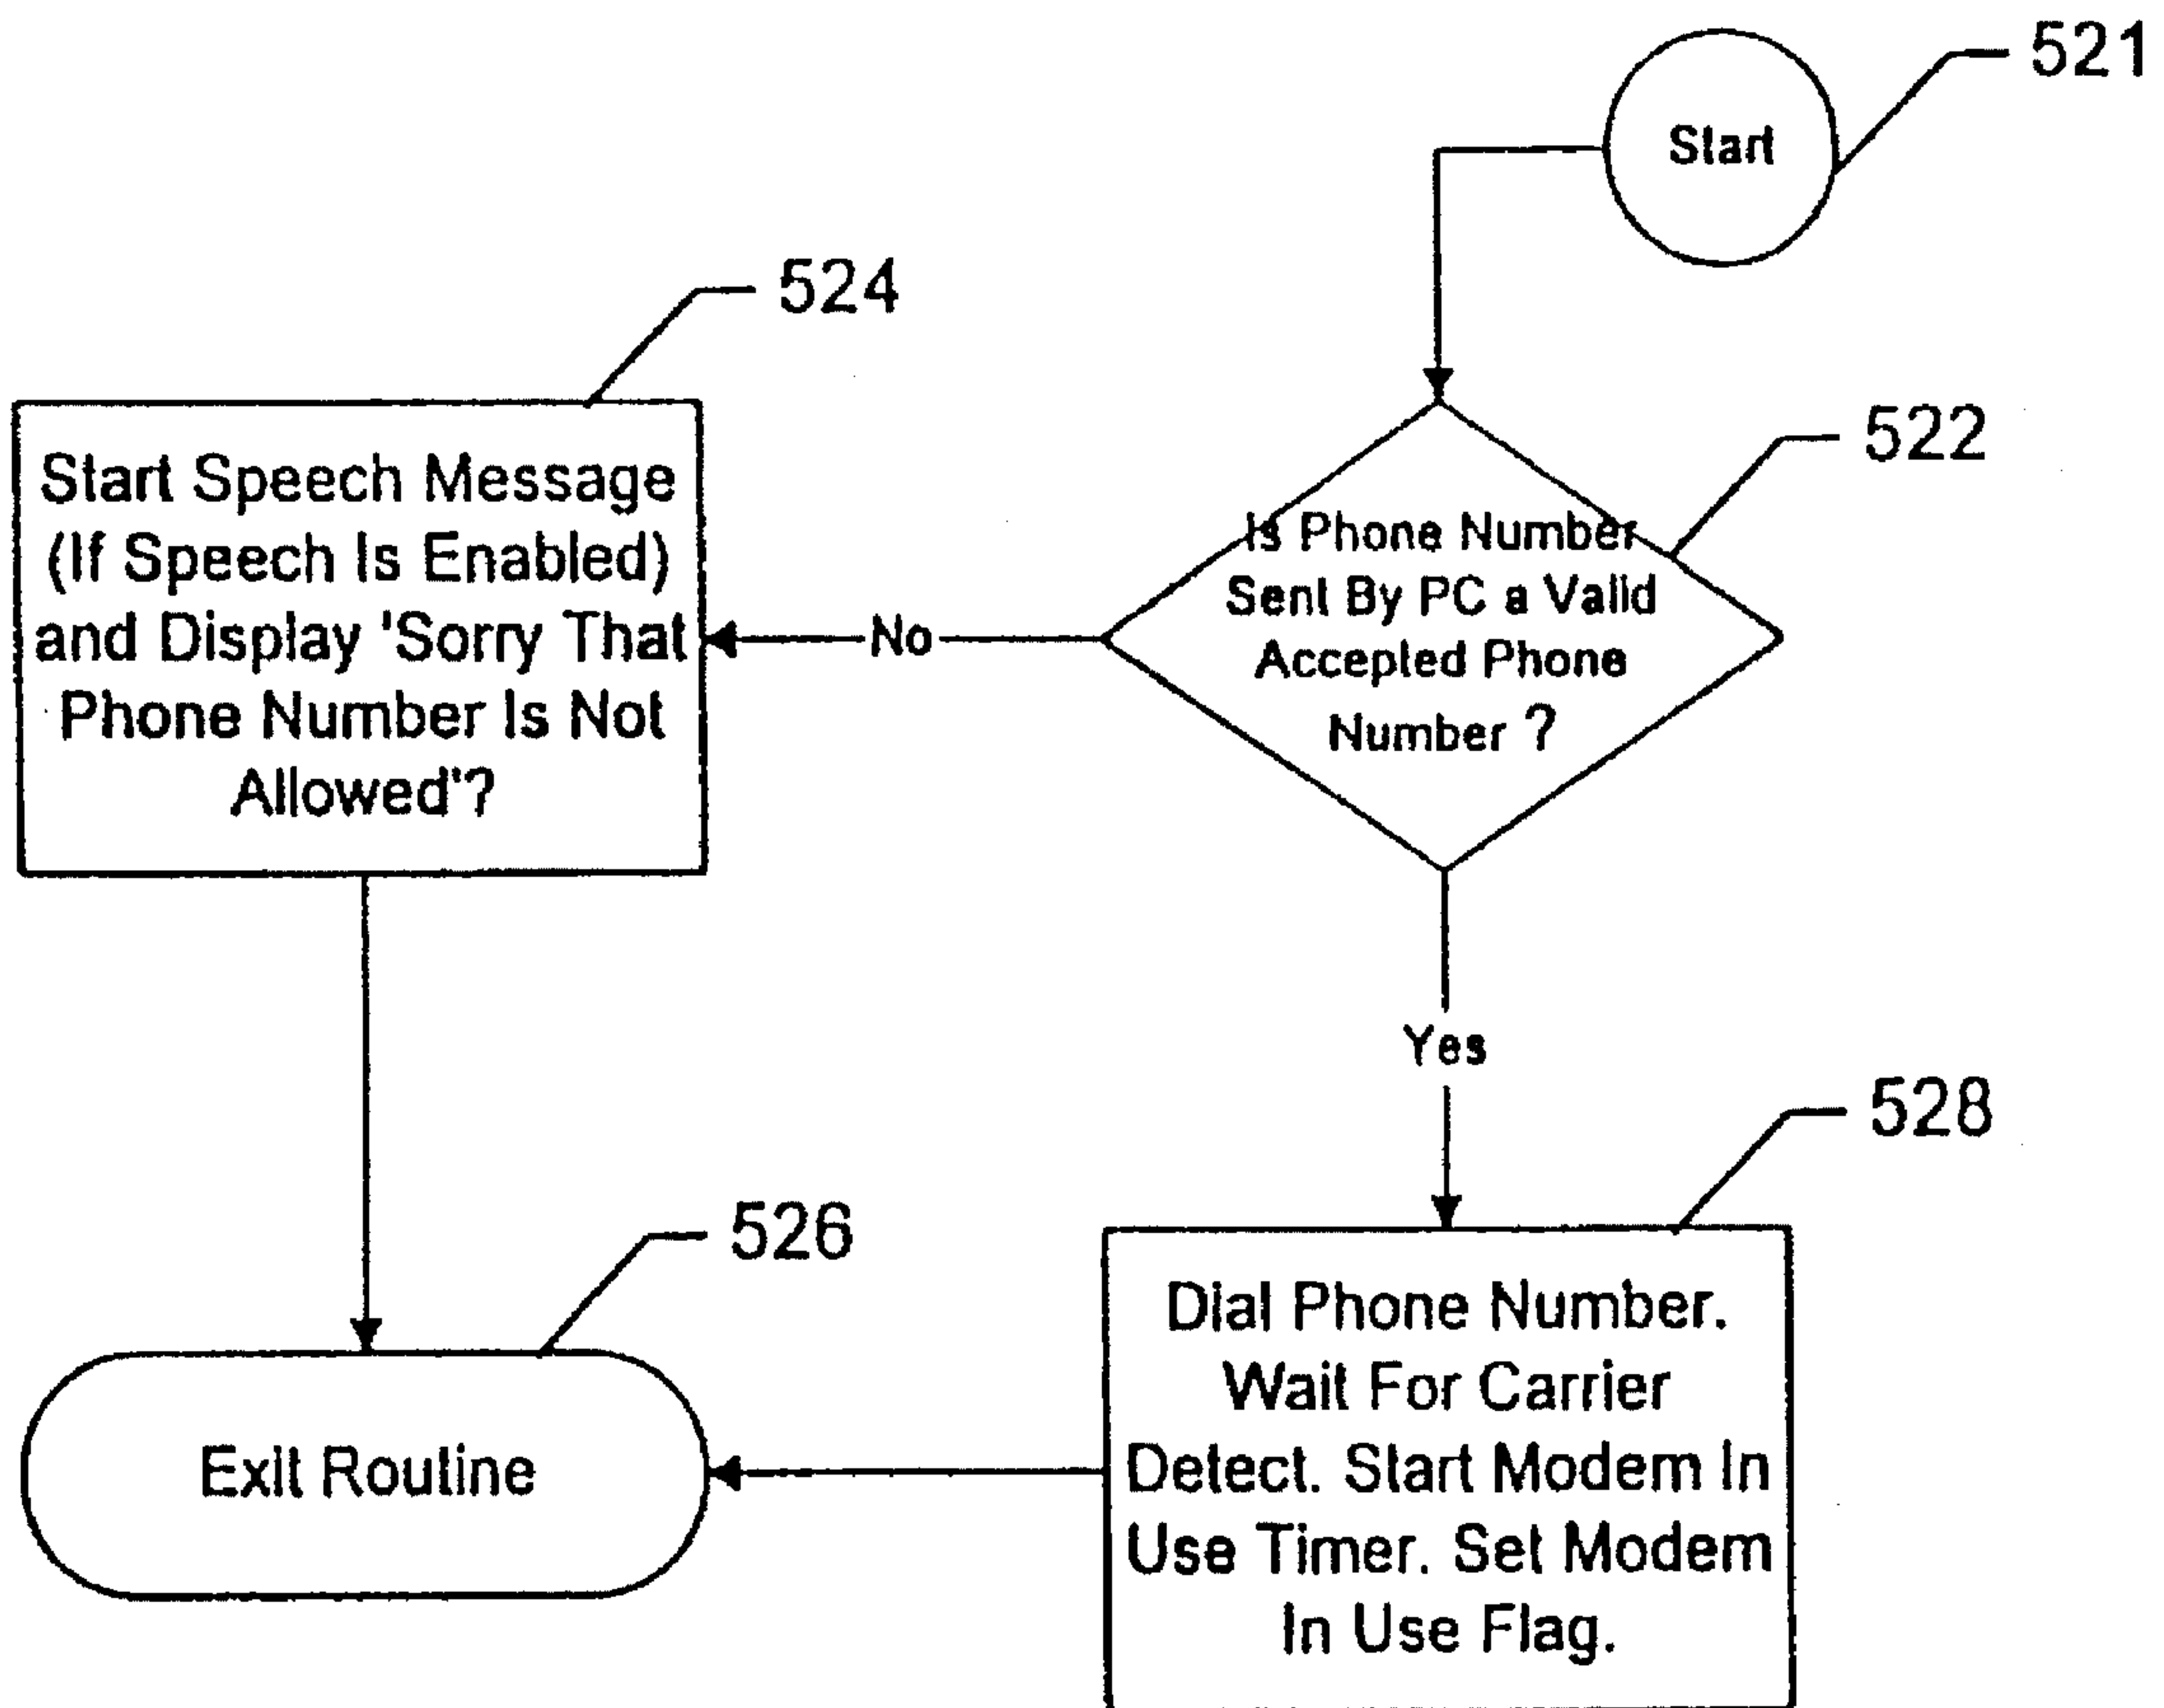 521
Start
524
522
Start Speech Message
(If Speech Is Enabled)
and Display 'Sorry That
Phone Number Is Not
Allowed'?
Is Phone Number
Sent By PC a Valid
Accepted Phone
Number ?
No
Yes
528
526
Dial Phone Number.
Wait For Carrier
Detect. Start Modem In
Use Timer. Set Modem
In Use Flag.
Exit Routine